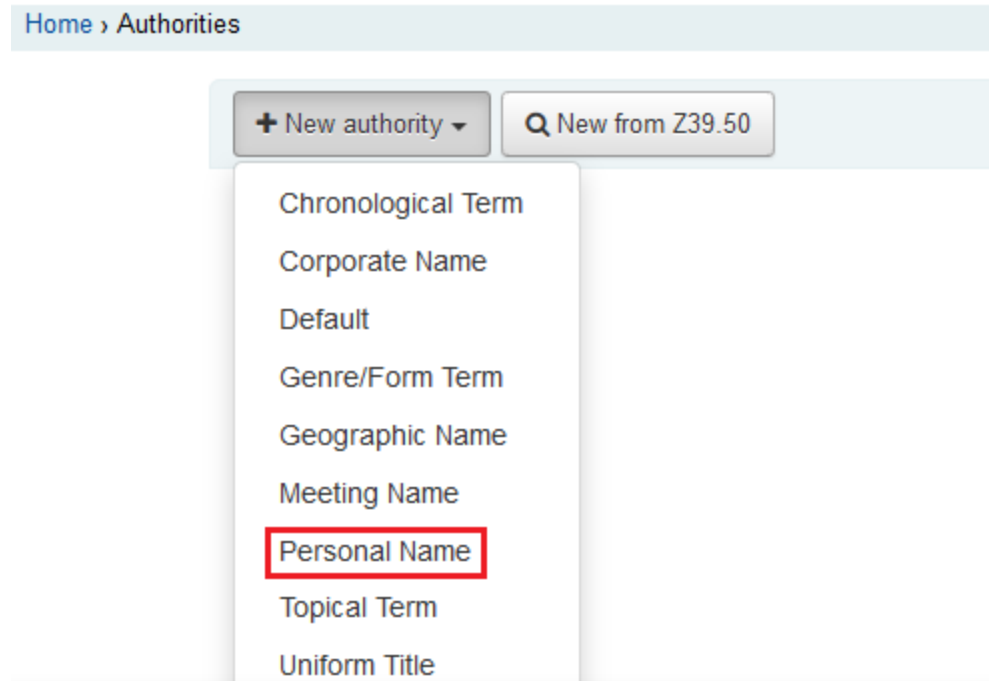 Home › Authorities
+ New authority New from Z39.50
Chronological Term
Corporate Name
Default
Genre/Form Term
Geographic Name
Meeting Name
Personal Name
Topical Term
Uniform Title